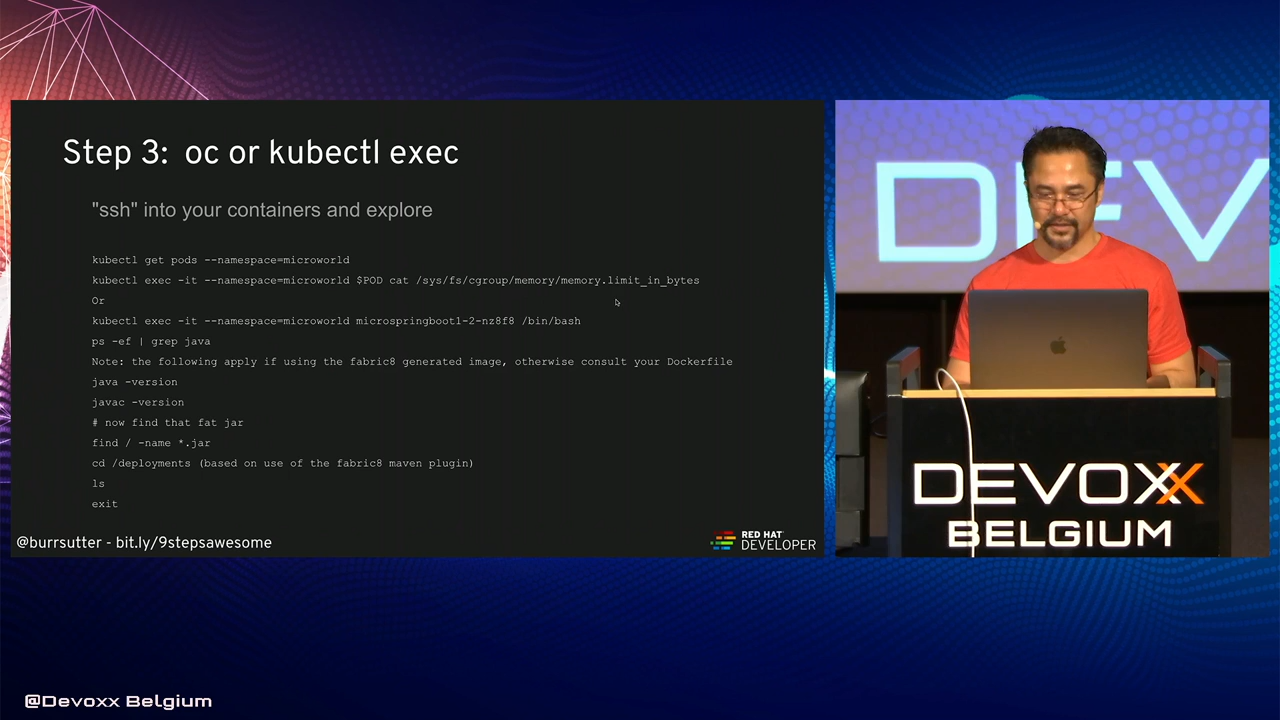 Step 3: oc or kubectl exec
"ssh" into your containers and explore
kubectl get pods --namespace=microworld
kubectl exec -it --namespace=microworld $POD cat /sys/fs/cgroup/memory/memory.limit_in_bytes
Or
kubectl exec -it --namespace=microworld microspringboot1-2-nz8f8 /bin/bash
ps -ef | grep java
Note: the following apply if using the fabric8 generated image, otherwise consult your Dockerfile
java -version
javac -version
# now find that fat jar
find / -name *.jar
cd /deployments (based on use of the fabric8 maven plugin)
ls
exit
@burrsutter - bit.ly/9stepsawesome
RED HAT
DEVELOPER
DEV
DEVOXX
BELGIUM
@Devoxx Belgium